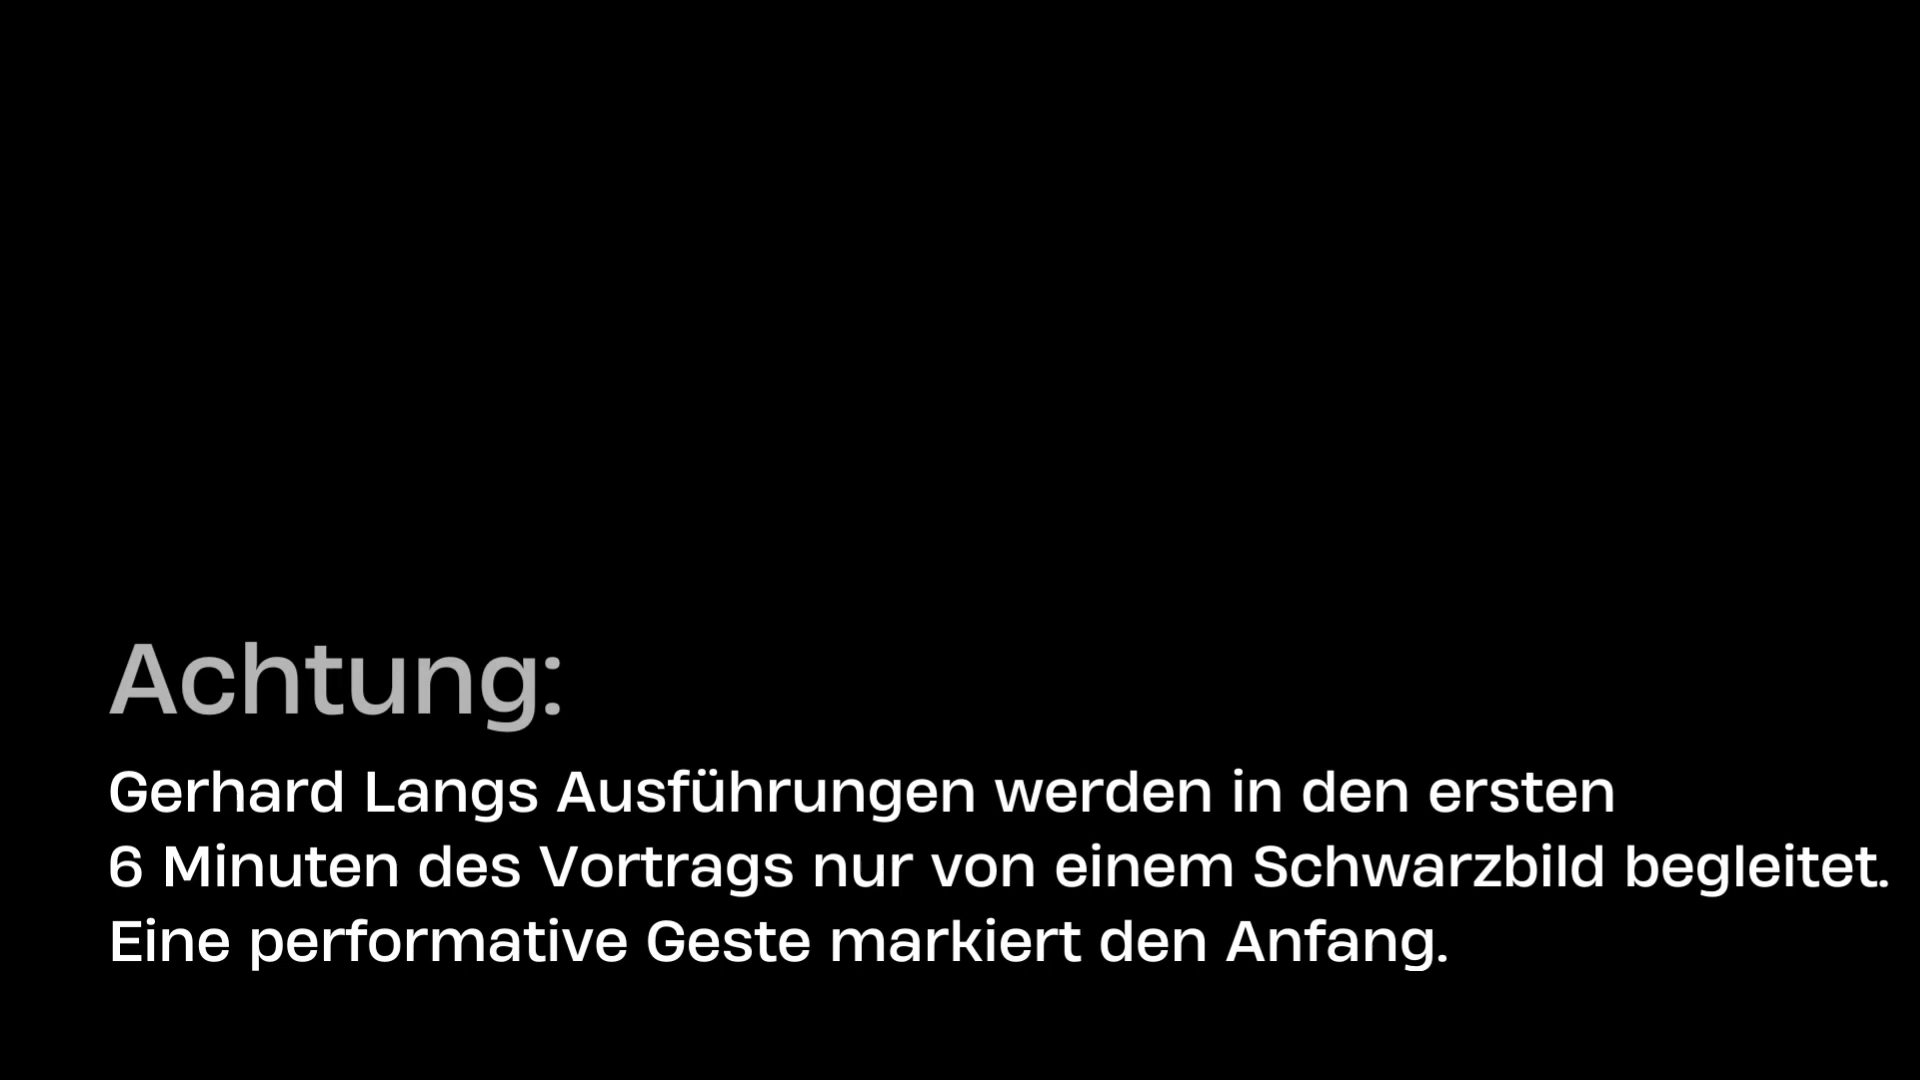 Achtung:
Gerhard Langs Ausführungen werden in den ersten
6 Minuten des Vortrags nur von einem Schwarzbild begleitet.
Eine performative Geste markiert den Anfang.